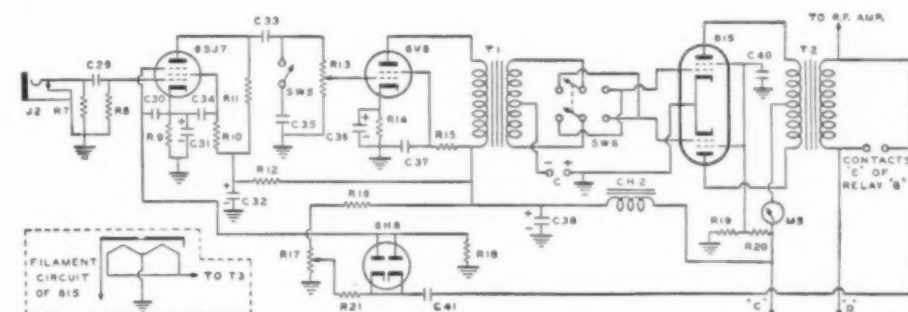 TO R.F. AMP.
C33
6SJ7
6V6
T1
815
T2
C40
C29
R13
SW5
R11
J2
R7
R8
C30
C34
R14
C35
C36
R9
C31
R10
R15
SW6
C37
- +
C
R12
CONTACTS
"E" OF
RELAY "B"
CH.2
M3
C32
R16
C38
R19
R20
6H6
R17
R18
FILAMENT
CIRCUIT
OF 815
TO T3
R21
C41
"C"
"D"